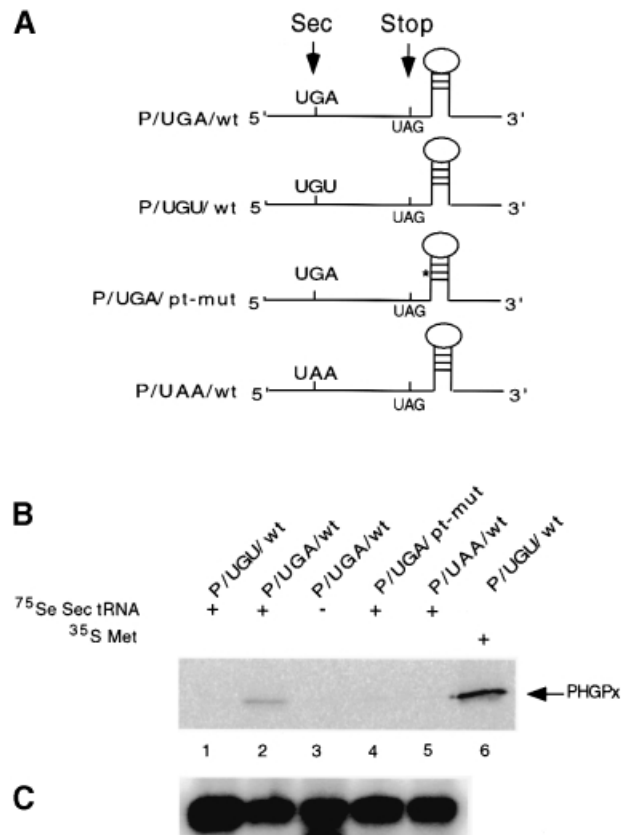 A
Sec Stop
UGA
P/UGA/wt 5' UAG 3'
UGU
P/UGU/wt 5' UAG 3'
UGA *
P/UGA/pt-mut 5' UAG 3'
UAA
P/UAA/wt 5' UAG 3'
B
P/UGU/wt P/UGA/wt P/UGA/wt P/UGA/pt-mut P/UAA/wt P/UGU/wt
75Se Sec tRNA + + - + +
35S Met +
PHGPx
1 2 3 4 5 6
C